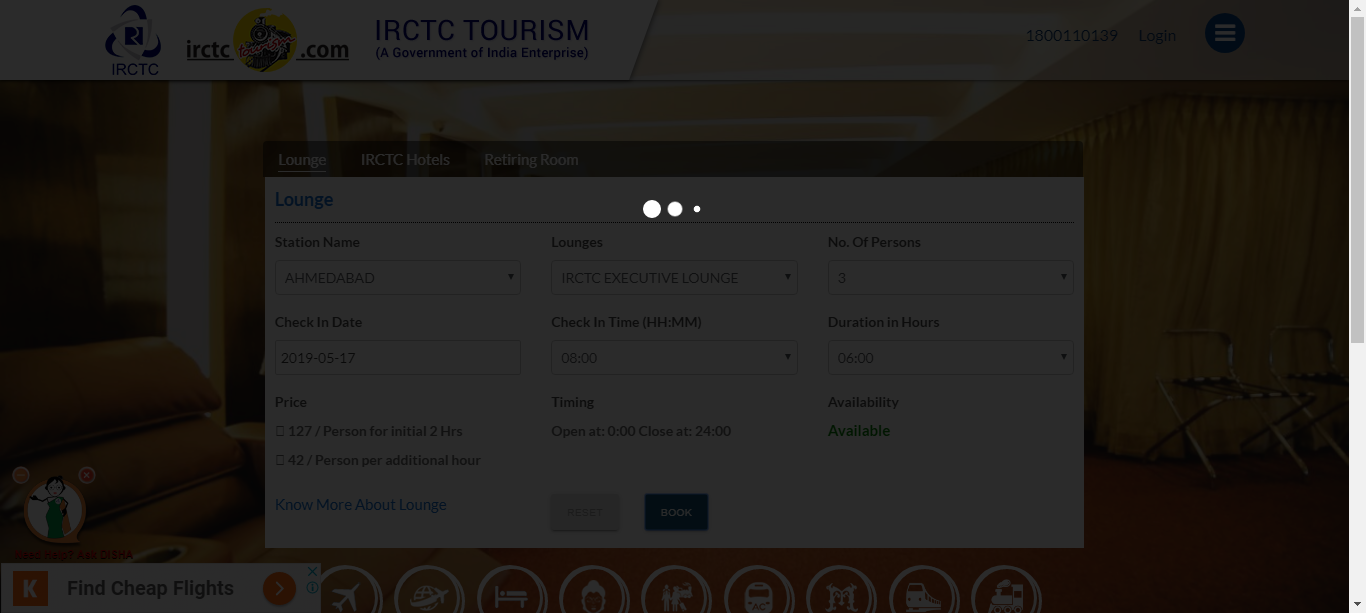 IRCTC
irctc tourism .com
IRCTC TOURISM
(A Government of India Enterprise)
1800110139 Login
Lounge IRCTC Hotels Retiring Room
Lounge
Station Name Lounges No. Of Persons
AHMEDABAD IRCTC EXECUTIVE LOUNGE 3
Check In Date Check In Time (HH:MM) Duration in Hours
2019-05-17 08:00 06:00
Price Timing Availability
127 / Person for initial 2 Hrs Open at: 0:00 Close at: 24:00 Available
42 / Person per additional hour
Know More About Lounge RESET BOOK
Need Help? Ask DISHA
K Find Cheap Flights